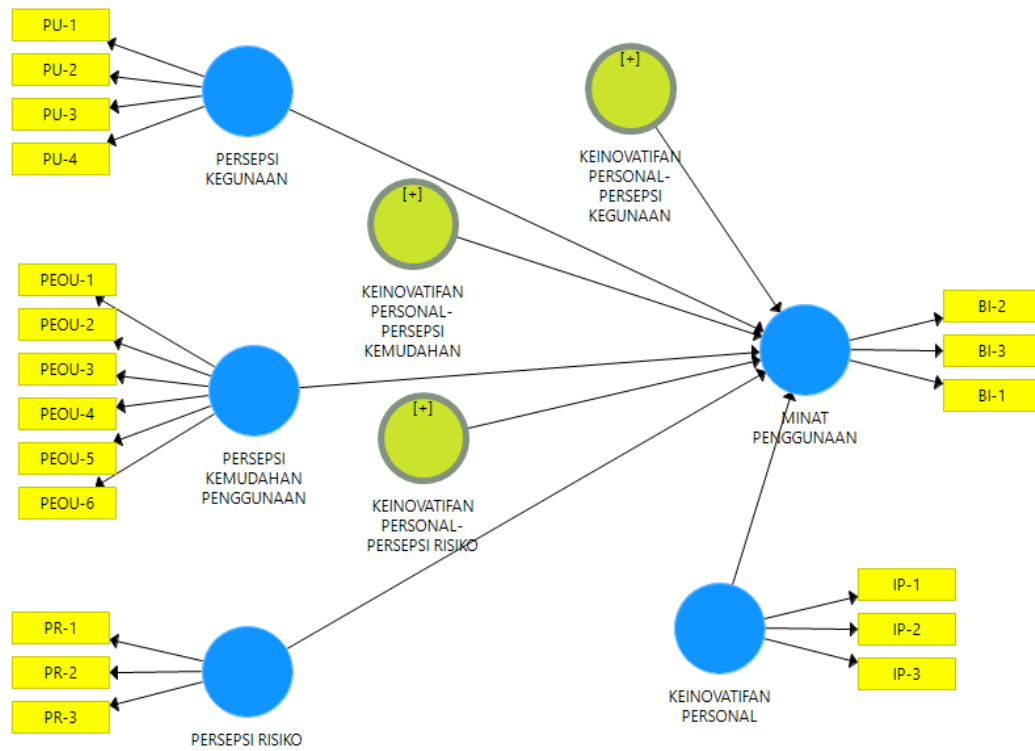 PU-1
PU-2
PU-3
PU-4
PERSEPSI
KEGUNAAN
[+]
KEINOVATIFAN
PERSONAL-
PERSEPSI
KEGUNAAN
[+]
KEINOVATIFAN
PERSONAL-
PERSEPSI
KEMUDAHAN
PEOU-1
PEOU-2
PEOU-3
PEOU-4
PEOU-5
PEOU-6
PERSEPSI
KEMUDAHAN
PENGGUNAAN
[+]
KEINOVATIFAN
PERSONAL-
PERSEPSI RISIKO
MINAT
PENGGUNAAN
BI-2
BI-3
BI-1
PR-1
PR-2
PR-3
PERSEPSI RISIKO
KEINOVATIFAN
PERSONAL
IP-1
IP-2
IP-3